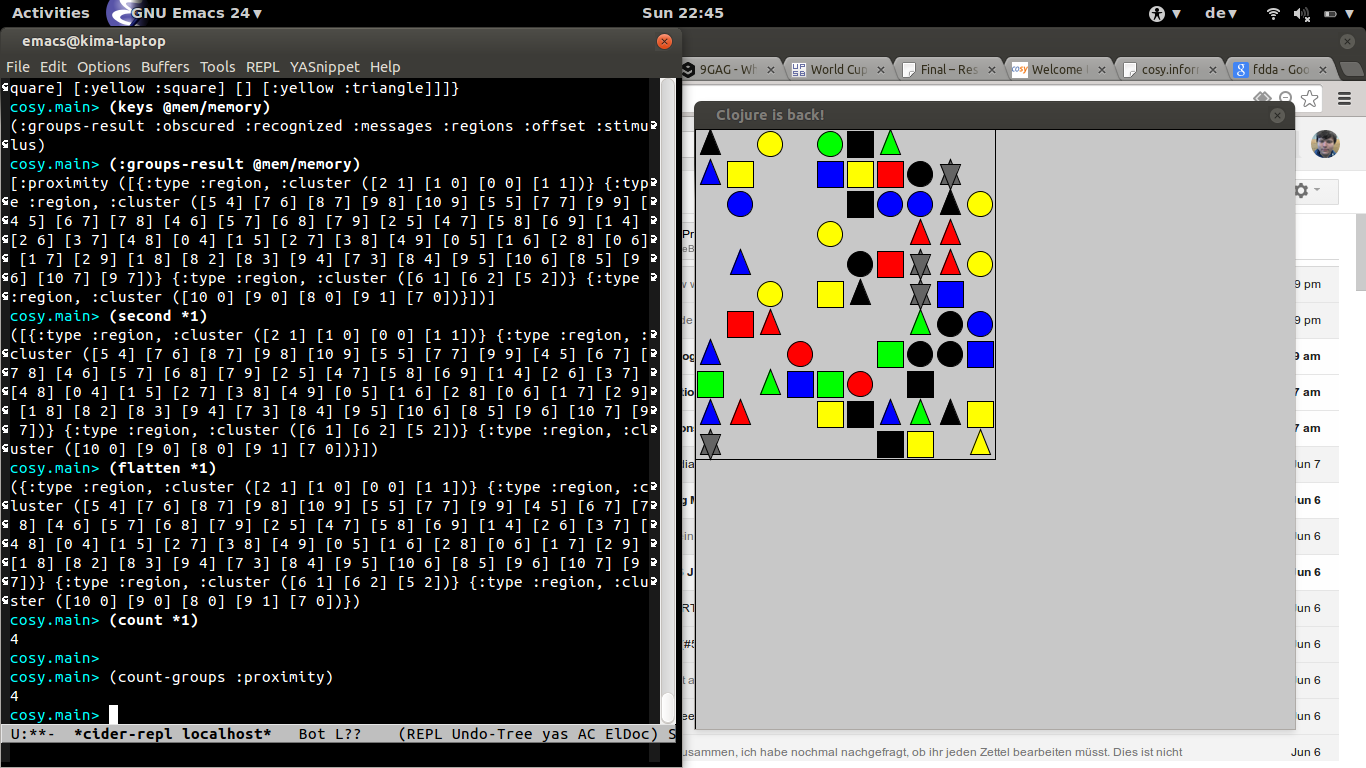 Activities
GNU Emacs 24
Sun 22:45
de
emacs@kima-laptop
File Edit Options Buffers Tools REPL YASnippet Help
quare] [:yellow :square] [] [:yellow :triangle]]]}
cosy.main> (keys @mem/memory)
(:groups-result :obscured :recognized :messages :regions :offset :stimu
lus)
cosy.main> (:groups-result @mem/memory)
[:proximity ([{:type :region, :cluster ([2 1] [1 0] [0 0] [1 1])} {:typ
e :region, :cluster ([5 4] [7 6] [8 7] [9 8] [10 9] [5 5] [7 7] [9 9] [
4 5] [6 7] [7 8] [4 6] [5 7] [6 8] [7 9] [2 5] [4 7] [5 8] [6 9] [1 4]
[2 6] [3 7] [4 8] [0 4] [1 5] [2 7] [3 8] [4 9] [0 5] [1 6] [2 8] [0 6]
[1 7] [2 9] [1 8] [8 2] [8 3] [9 4] [7 3] [8 4] [9 5] [10 6] [8 5] [9
6] [10 7] [9 7])} {:type :region, :cluster ([6 1] [6 2] [5 2])} {:type
:region, :cluster ([10 0] [9 0] [8 0] [9 1] [7 0])}])]
cosy.main> (second *1)
([{:type :region, :cluster ([2 1] [1 0] [0 0] [1 1])} {:type :region, :
cluster ([5 4] [7 6] [8 7] [9 8] [10 9] [5 5] [7 7] [9 9] [4 5] [6 7] [
7 8] [4 6] [5 7] [6 8] [7 9] [2 5] [4 7] [5 8] [6 9] [1 4] [2 6] [3 7]
[4 8] [0 4] [1 5] [2 7] [3 8] [4 9] [0 5] [1 6] [2 8] [0 6] [1 7] [2 9]
[1 8] [8 2] [8 3] [9 4] [7 3] [8 4] [9 5] [10 6] [8 5] [9 6] [10 7] [9
7])} {:type :region, :cluster ([6 1] [6 2] [5 2])} {:type :region, :cl
uster ([10 0] [9 0] [8 0] [9 1] [7 0])}])
cosy.main> (flatten *1)
({:type :region, :cluster ([2 1] [1 0] [0 0] [1 1])} {:type :region, :c
luster ([5 4] [7 6] [8 7] [9 8] [10 9] [5 5] [7 7] [9 9] [4 5] [6 7] [7
8] [4 6] [5 7] [6 8] [7 9] [2 5] [4 7] [5 8] [6 9] [1 4] [2 6] [3 7] [
4 8] [0 4] [1 5] [2 7] [3 8] [4 9] [0 5] [1 6] [2 8] [0 6] [1 7] [2 9]
[1 8] [8 2] [8 3] [9 4] [7 3] [8 4] [9 5] [10 6] [8 5] [9 6] [10 7] [9
7])} {:type :region, :cluster ([6 1] [6 2] [5 2])} {:type :region, :clu
ster ([10 0] [9 0] [8 0] [9 1] [7 0])})
cosy.main> (count *1)
4
cosy.main>
cosy.main> (count-groups :proximity)
4
cosy.main>
U:**- *cider-repl localhost* Bot L?? (REPL Undo-Tree yas AC ElDoc) S
9GAG - Wh
UP
SB
World Cup
Final – Res
cosy
Welcome
cosy.inforr
fdda - Goo
Clojure is back!
9 pm
9 pm
9 am
7 am
7 am
Jun 7
Jun 6
Jun 6
Jun 6
Jun 6
Jun 6
Jun 6
Jun 6
Jun 6
usammen, ich habe nochmal nachgefragt, ob ihr jeden Zettel bearbeiten müsst. Dies ist nicht
Jun 6